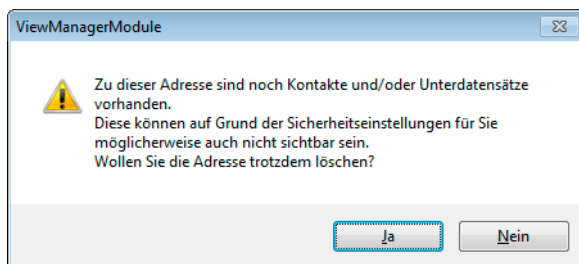 ViewManagerModule
Zu dieser Adresse sind noch Kontakte und/oder Unterdatensätze
vorhanden.
Diese können auf Grund der Sicherheitseinstellungen für Sie
möglicherweise auch nicht sichtbar sein.
Wollen Sie die Adresse trotzdem löschen?
Ja
Nein